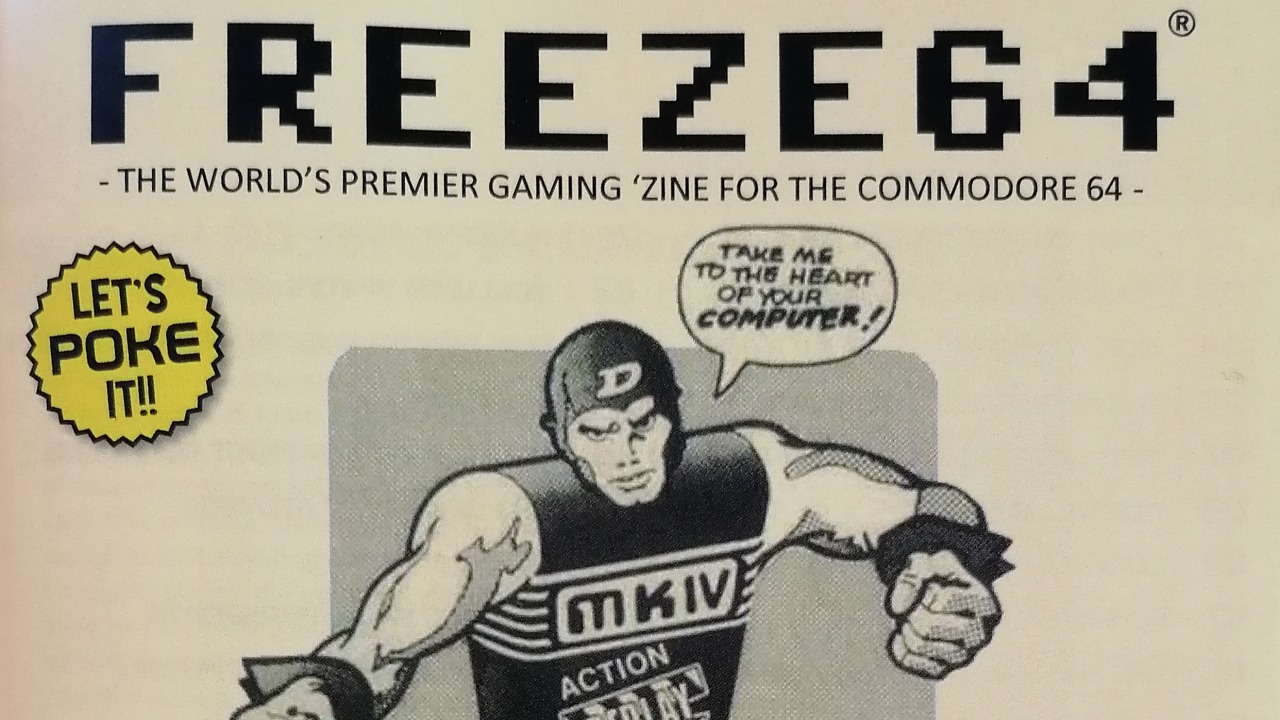 FREEZE64®
- THE WORLD'S PREMIER GAMING 'ZINE FOR THE COMMODORE 64 -
LET'S
POKE
IT!!
TAKE ME
TO THE HEART
OF YOUR
COMPUTER!
D
MKIV
ACTION